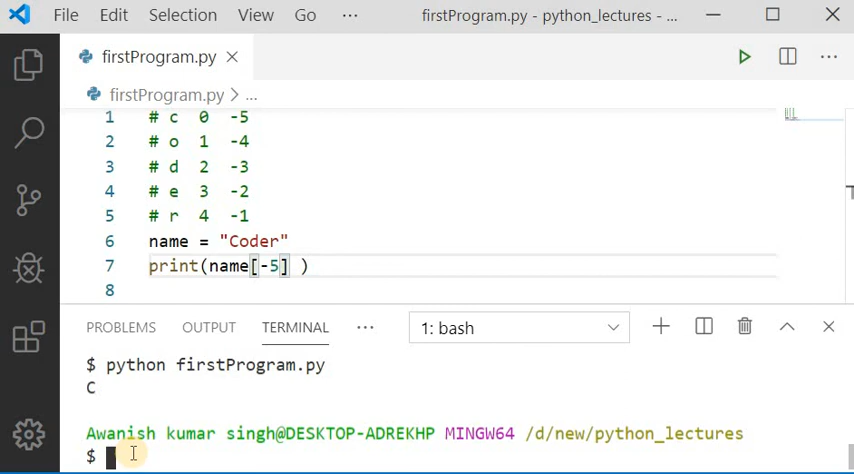 File Edit Selection View Go ··· firstProgram.py - python_lectures - ...
firstProgram.py
firstProgram.py > ...
1 # c 0 -5
2 # o 1 -4
3 # d 2 -3
4 # e 3 -2
5 # r 4 -1
6 name = "Coder"
7 print(name[-5] )
8
PROBLEMS OUTPUT TERMINAL ··· 1: bash
$ python firstProgram.py
C
Awanish kumar singh@DESKTOP-ADREKHP MINGW64 /d/new/python_lectures
$